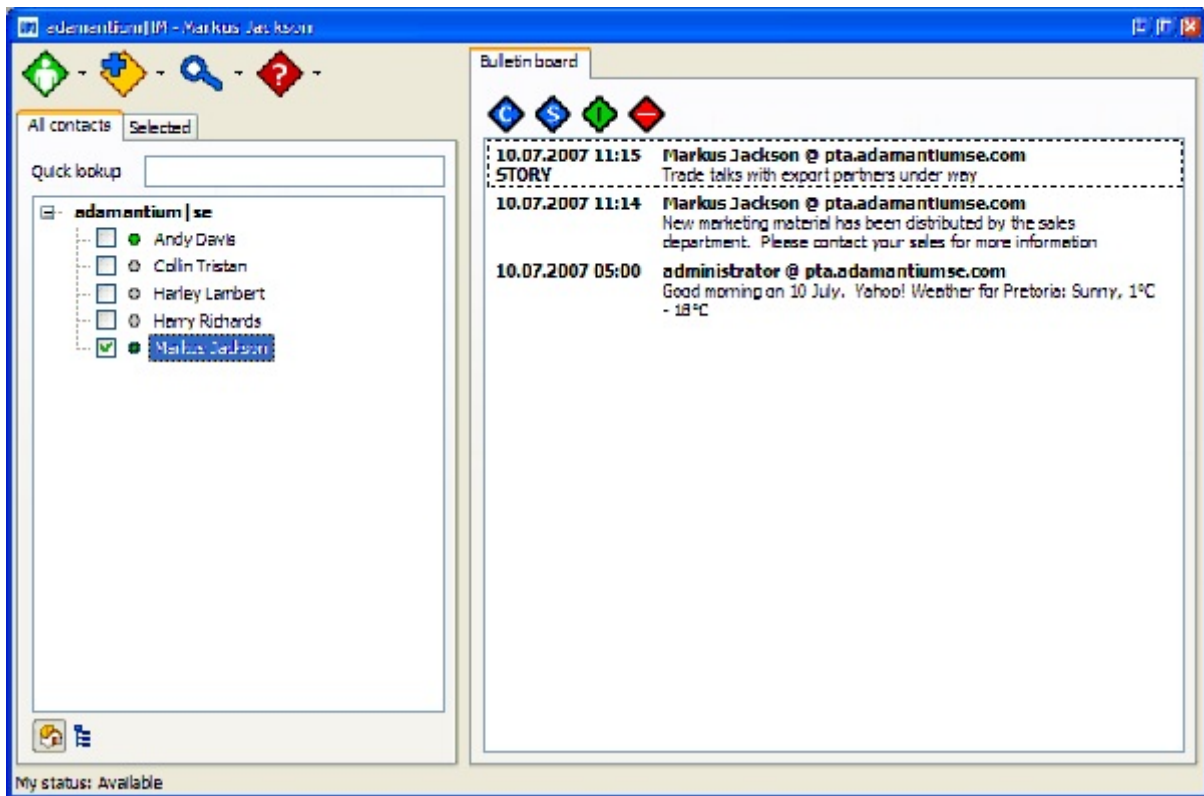 adamantium|IM - Markus Jackson
Bulletin board
All contacts
Selected
Quick lookup
adamantium|se
Andy Davis
Collin Tristan
Harley Lambert
Harry Richards
Markus Jackson
C
S
I
?
10.07.2007 11:15 Markus Jackson @ pta.adamantiumse.com
STORY Trade talks with export partners under way
10.07.2007 11:14 Markus Jackson @ pta.adamantiumse.com
New marketing material has been distributed by the sales
department. Please contact your sales for more information
10.07.2007 05:00 administrator @ pta.adamantiumse.com
Good morning on 10 July. Yahoo! Weather for Pretoria: Sunny, 1°C
- 18°C
My status: Available